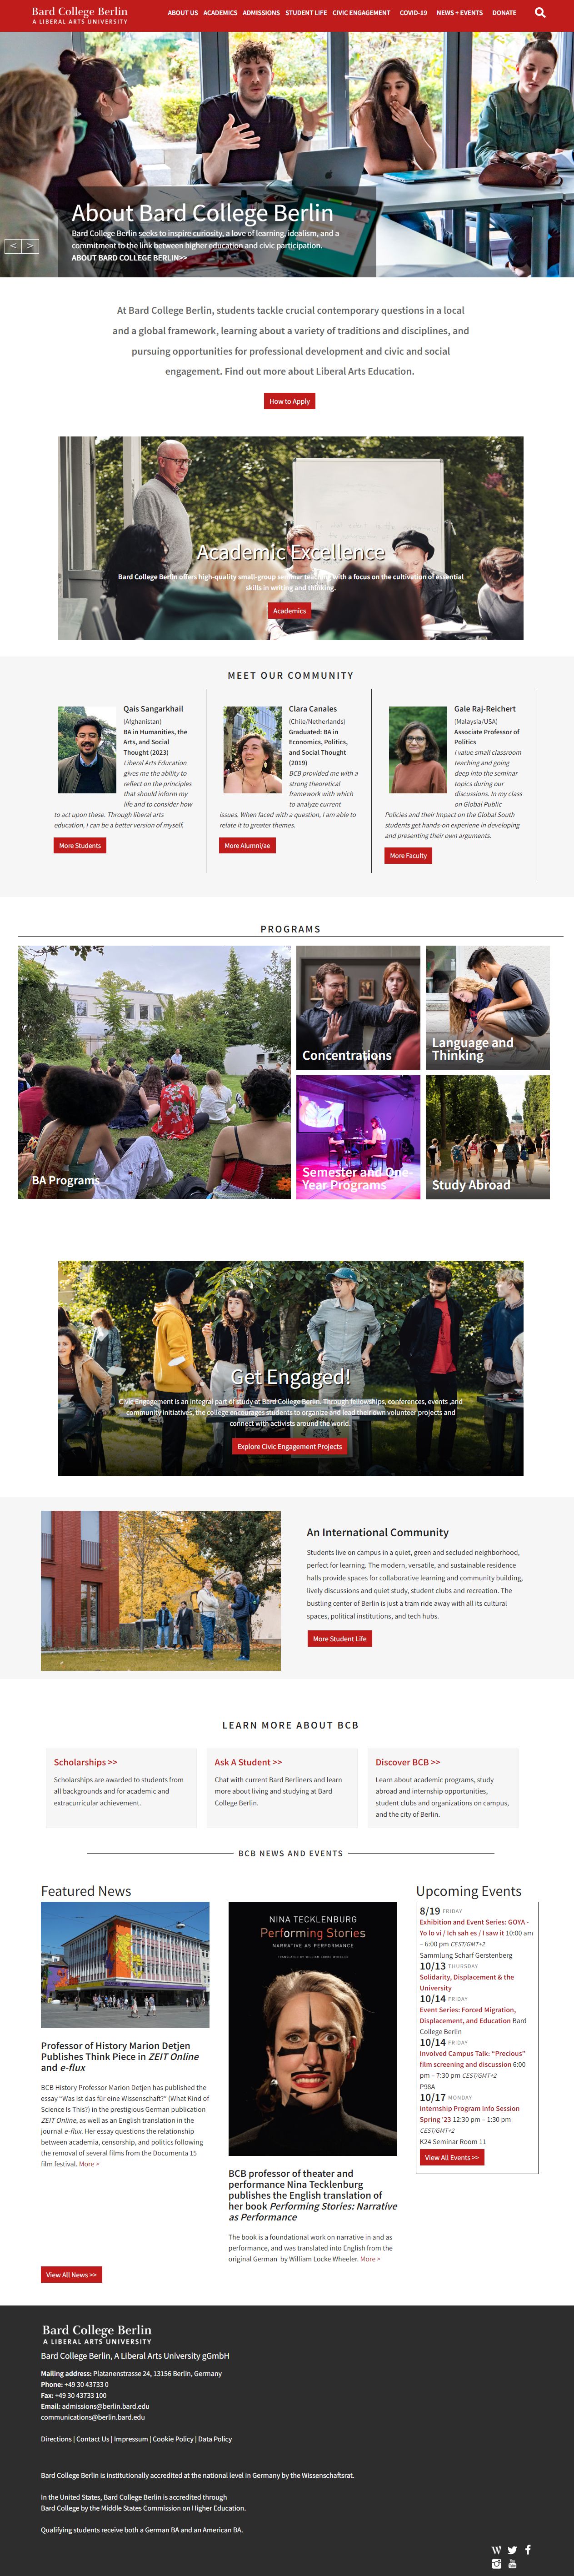 Bard College Berlin
A LIBERAL ARTS UNIVERSITY
ABOUT US ACADEMICS ADMISSIONS STUDENT LIFE CIVIC ENGAGEMENT COVID-19 NEWS + EVENTS DONATE
About Bard College Berlin
Bard College Berlin seeks to inspire curiosity, a love of learning, idealism, and a
commitment to the link between higher education and civic participation.
ABOUT BARD COLLEGE BERLIN>>
< >
At Bard College Berlin, students tackle crucial contemporary questions in a local
and a global framework, learning about a variety of traditions and disciplines, and
pursuing opportunities for professional development and civic and social
engagement. Find out more about Liberal Arts Education.
How to Apply
Academic Excellence
Bard College Berlin offers high-quality small-group seminar teaching with a focus on the cultivation of essential
skills in writing and thinking.
Academics
MEET OUR COMMUNITY
Qais Sangarkhail
(Afghanistan)
BA in Humanities, the
Arts, and Social
Thought (2023)
Liberal Arts Education
gives me the ability to
reflect on the principles
that should inform my
life and to consider how
to act upon these. Through liberal arts
education, I can be a better version of myself.
More Students
Clara Canales
(Chile/Netherlands)
Graduated: BA in
Economics, Politics,
and Social Thought
(2019)
BCB provided me with a
strong theoretical
framework with which
to analyze current
issues. When faced with a question, I am able to
relate it to greater themes.
More Alumni/ae
Gale Raj-Reichert
(Malaysia/USA)
Associate Professor of
Politics
I value small classroom
teaching and going
deep into the seminar
topics during our
discussions. In my class
on Global Public
Policies and their Impact on the Global South
students get hands-on experiene in developing
and presenting their own arguments.
More Faculty
PROGRAMS
BA Programs
Concentrations
Language and
Thinking
Semester and One-
Year Programs
Study Abroad
Get Engaged!
Civic Engagement is an integral part of study at Bard College Berlin. Through fellowships, conferences, events ,and
community initiatives, the college encourages students to organize and lead their own volunteer projects and
connect with activists around the world.
Explore Civic Engagement Projects
An International Community
Students live on campus in a quiet, green and secluded neighborhood,
perfect for learning. The modern, versatile, and sustainable residence
halls provide spaces for collaborative learning and community building,
lively discussions and quiet study, student clubs and recreation. The
bustling center of Berlin is just a tram ride away with all its cultural
spaces, political institutions, and tech hubs.
More Student Life
LEARN MORE ABOUT BCB
Scholarships >>
Scholarships are awarded to students from
all backgrounds and for academic and
extracurricular achievement.
Ask A Student >>
Chat with current Bard Berliners and learn
more about living and studying at Bard
College Berlin.
Discover BCB >>
Learn about academic programs, study
abroad and internship opportunities,
student clubs and organizations on campus,
and the city of Berlin.
BCB NEWS AND EVENTS
Featured News
Professor of History Marion Detjen
Publishes Think Piece in ZEIT Online
and e-flux
BCB History Professor Marion Detjen has published the
essay “Was ist das für eine Wissenschaft?” (What Kind of
Science Is This?) in the prestigious German publication
ZEIT Online, as well as an English translation in the
journal e-flux. Her essay questions the relationship
between academia, censorship, and politics following
the removal of several films from the Documenta 15
film festival. More >
View All News >>
NINA TECKLENBURG
Performing Stories
NARRATIVE AS PERFORMANCE
TRANSLATED BY WILLIAM LOCKE WHEELER
BCB professor of theater and
performance Nina Tecklenburg
publishes the English translation of
her book Performing Stories: Narrative
as Performance
The book is a foundational work on narrative in and as
performance, and was translated into English from the
original German by William Locke Wheeler. More >
Upcoming Events
8/19 FRIDAY
Exhibition and Event Series: GOYA -
Yo lo vi / Ich sah es / I saw it 10:00 am
– 6:00 pm CEST/GMT+2
Sammlung Scharf Gerstenberg
10/13 THURSDAY
Solidarity, Displacement & the
University
10/14 FRIDAY
Event Series: Forced Migration,
Displacement, and Education Bard
College Berlin
10/14 FRIDAY
Involved Campus Talk: “Precious”
film screening and discussion 6:00
pm – 7:30 pm CEST/GMT+2
P98A
10/17 MONDAY
Internship Program Info Session
Spring '23 12:30 pm – 1:30 pm
CEST/GMT+2
K24 Seminar Room 11
View All Events >>
Bard College Berlin
A LIBERAL ARTS UNIVERSITY
Bard College Berlin, A Liberal Arts University gGmbH
Mailing address: Platanenstrasse 24, 13156 Berlin, Germany
Phone: +49 30 43733 0
Fax: +49 30 43733 100
Email: admissions@berlin.bard.edu
communications@berlin.bard.edu
Directions | Contact Us | Impressum | Cookie Policy | Data Policy
Bard College Berlin is institutionally accredited at the national level in Germany by the Wissenschaftsrat.
In the United States, Bard College Berlin is accredited through
Bard College by the Middle States Commission on Higher Education.
Qualifying students receive both a German BA and an American BA.